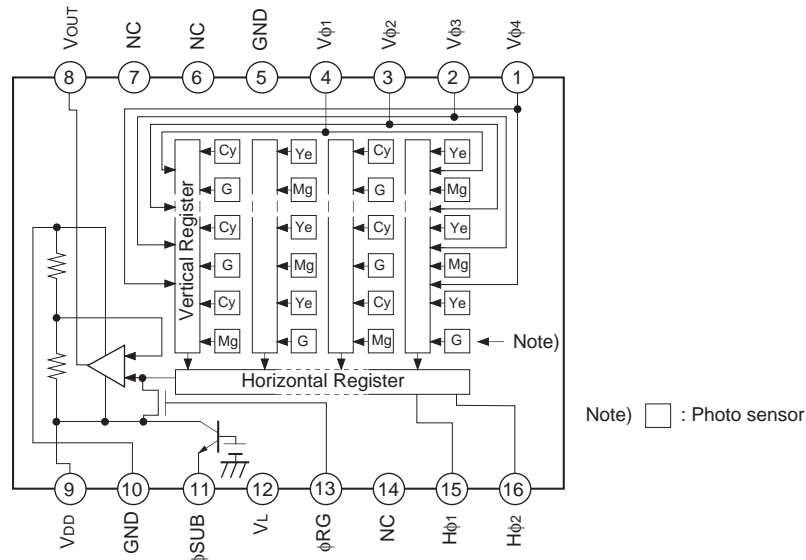 VOUT NC NC GND Vϕ1 Vϕ2 Vϕ3 Vϕ4
8 7 6 5 4 3 2 1
Cy Ye Cy Ye
G Mg G Mg
Cy Ye Cy Ye
G Mg G Mg
Cy Ye Cy Ye
Mg G Mg G
Vertical Register
Note)
Horizontal Register
Note) : Photo sensor
9 10 11 12 13 14 15 16
VDD GND ϕSUB VL ϕRG NC Hϕ1 Hϕ2